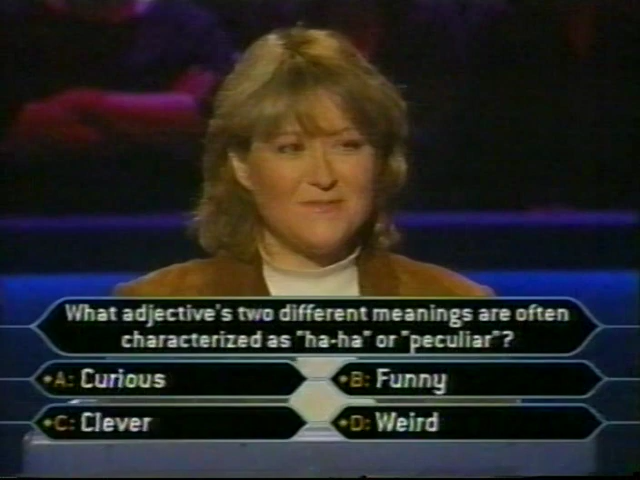 What adjective's two different meanings are often
characterized as "ha-ha" or "peculiar"?
A: Curious
B: Funny
C: Clever
D: Weird